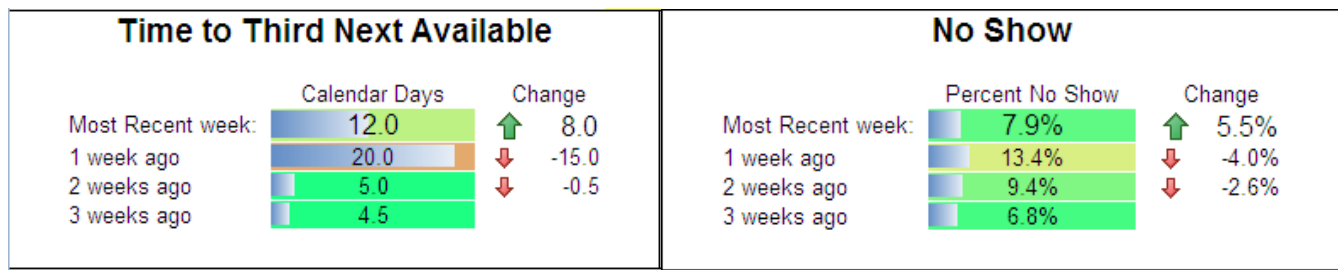 Time to Third Next Available
Calendar Days Change
Most Recent week: 12.0 8.0
1 week ago 20.0 -15.0
2 weeks ago 5.0 -0.5
3 weeks ago 4.5
No Show
Percent No Show Change
Most Recent week: 7.9% 5.5%
1 week ago 13.4% -4.0%
2 weeks ago 9.4% -2.6%
3 weeks ago 6.8%